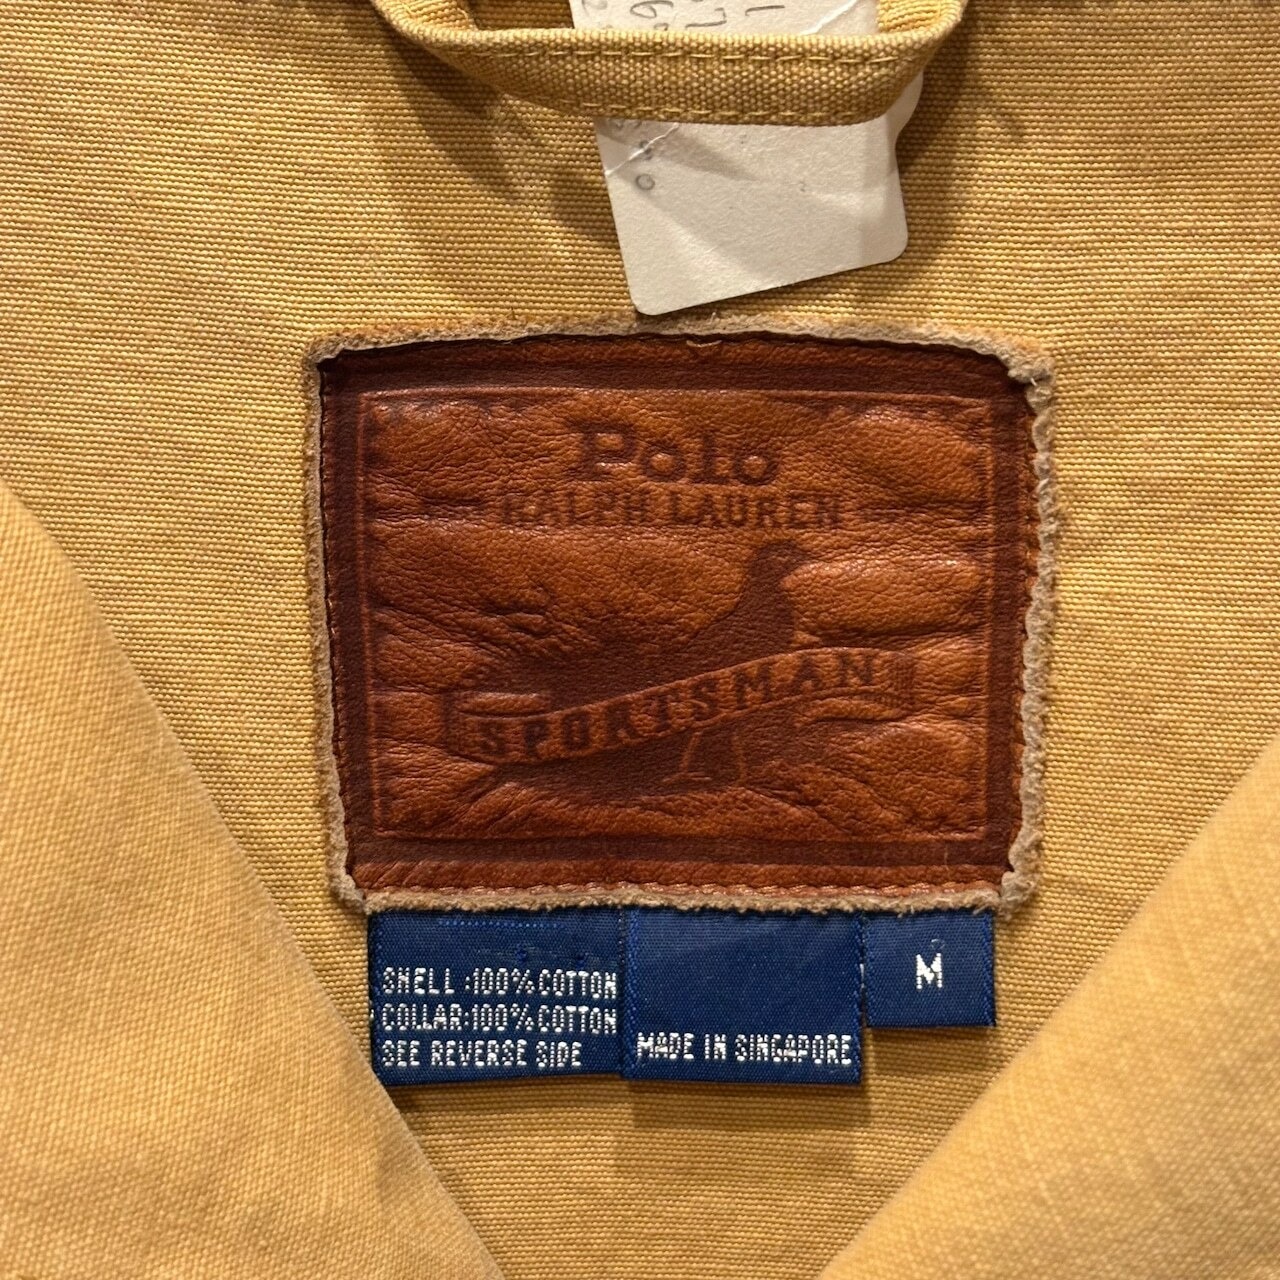 Polo
RALPH LAUREN
SPORTSMAN
SHELL :100% COTTON
COLLAR:100% COTTON
SEE REVERSE SIDE
MADE IN SINGAPORE
M